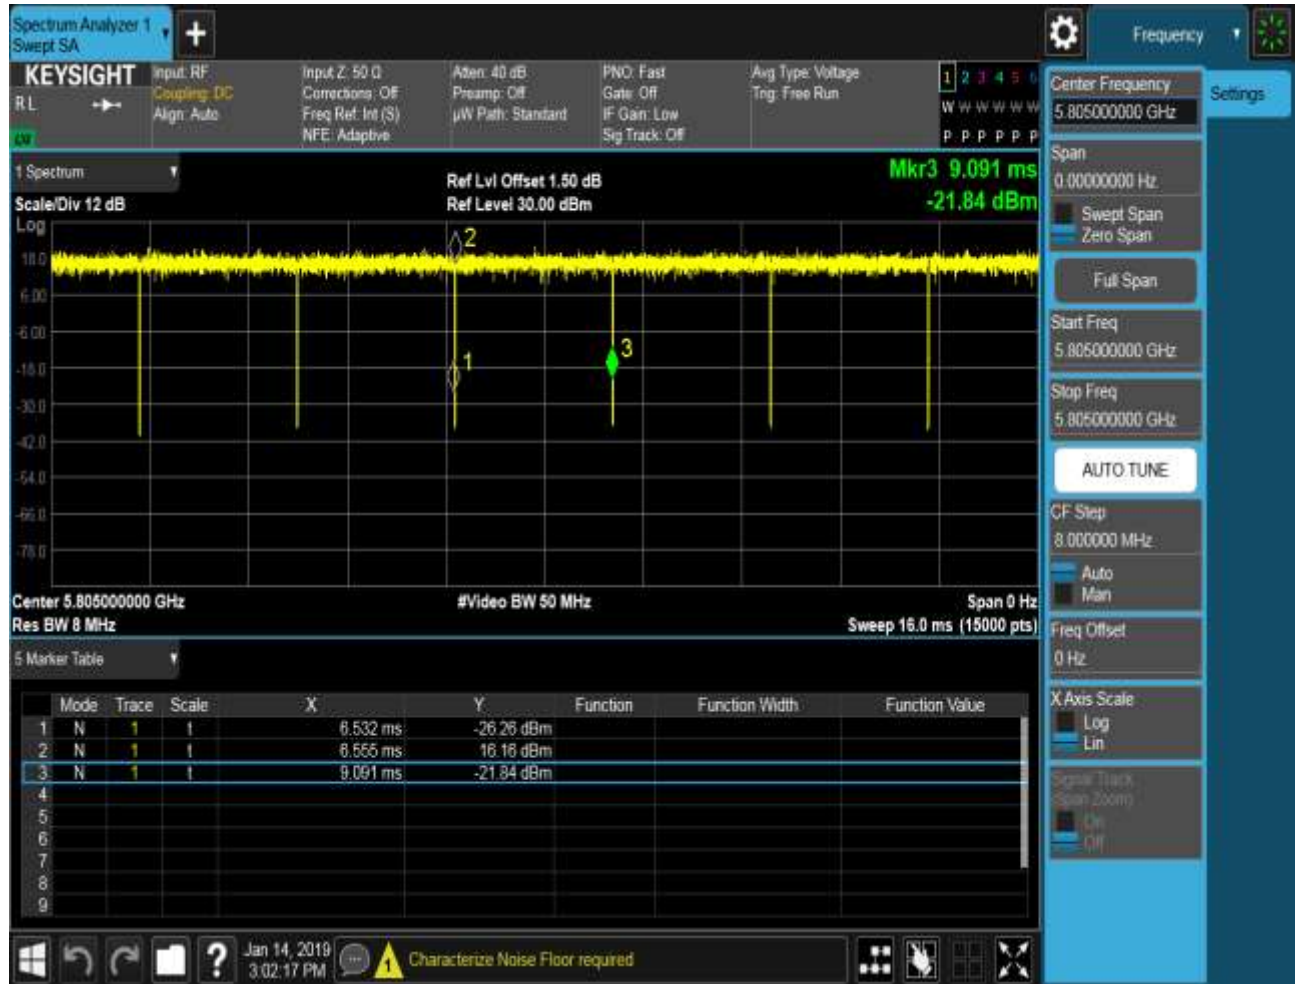 Spectrum Analyzer 1
Swept SA
Frequency
KEYSIGHT
R L
Input: RF
Coupling: DC
Align: Auto
Input Z: 50 Ω
Corrections: Off
Freq Ref: Int (S)
NFE: Adaptive
Atten: 40 dB
Preamp: Off
µW Path: Standard
PNO: Fast
Gate: Off
IF Gain: Low
Sig Track: Off
Avg Type: Voltage
Trig: Free Run
1 2 3 4 5 6
W W W W W W
P P P P P P
1 Spectrum
Scale/Div 12 dB
Ref Lvl Offset 1.50 dB
Ref Level 30.00 dBm
Mkr3 9.091 ms
-21.84 dBm
Log
18.0
6.00
-6.00
-18.0
-30.0
-42.0
-54.0
-66.0
-78.0
2
1
3
Center 5.805000000 GHz
#Video BW 50 MHz
Span 0 Hz
Res BW 8 MHz
Sweep 16.0 ms (15000 pts)
5 Marker Table
Mode Trace Scale X Y Function Function Width Function Value
1 N 1 t 6.532 ms -26.26 dBm
2 N 1 t 6.555 ms 16.16 dBm
3 N 1 t 9.091 ms -21.84 dBm
4
5
6
7
8
9
Jan 14, 2019
3:02:17 PM
Characterize Noise Floor required
Center Frequency
5.805000000 GHz
Settings
Span
0.00000000 Hz
Swept Span
Zero Span
Full Span
Start Freq
5.805000000 GHz
Stop Freq
5.805000000 GHz
AUTO TUNE
CF Step
8.000000 MHz
Auto
Man
Freq Offset
0 Hz
X Axis Scale
Log
Lin
Signal Track
(Span Zoom)
On
Off